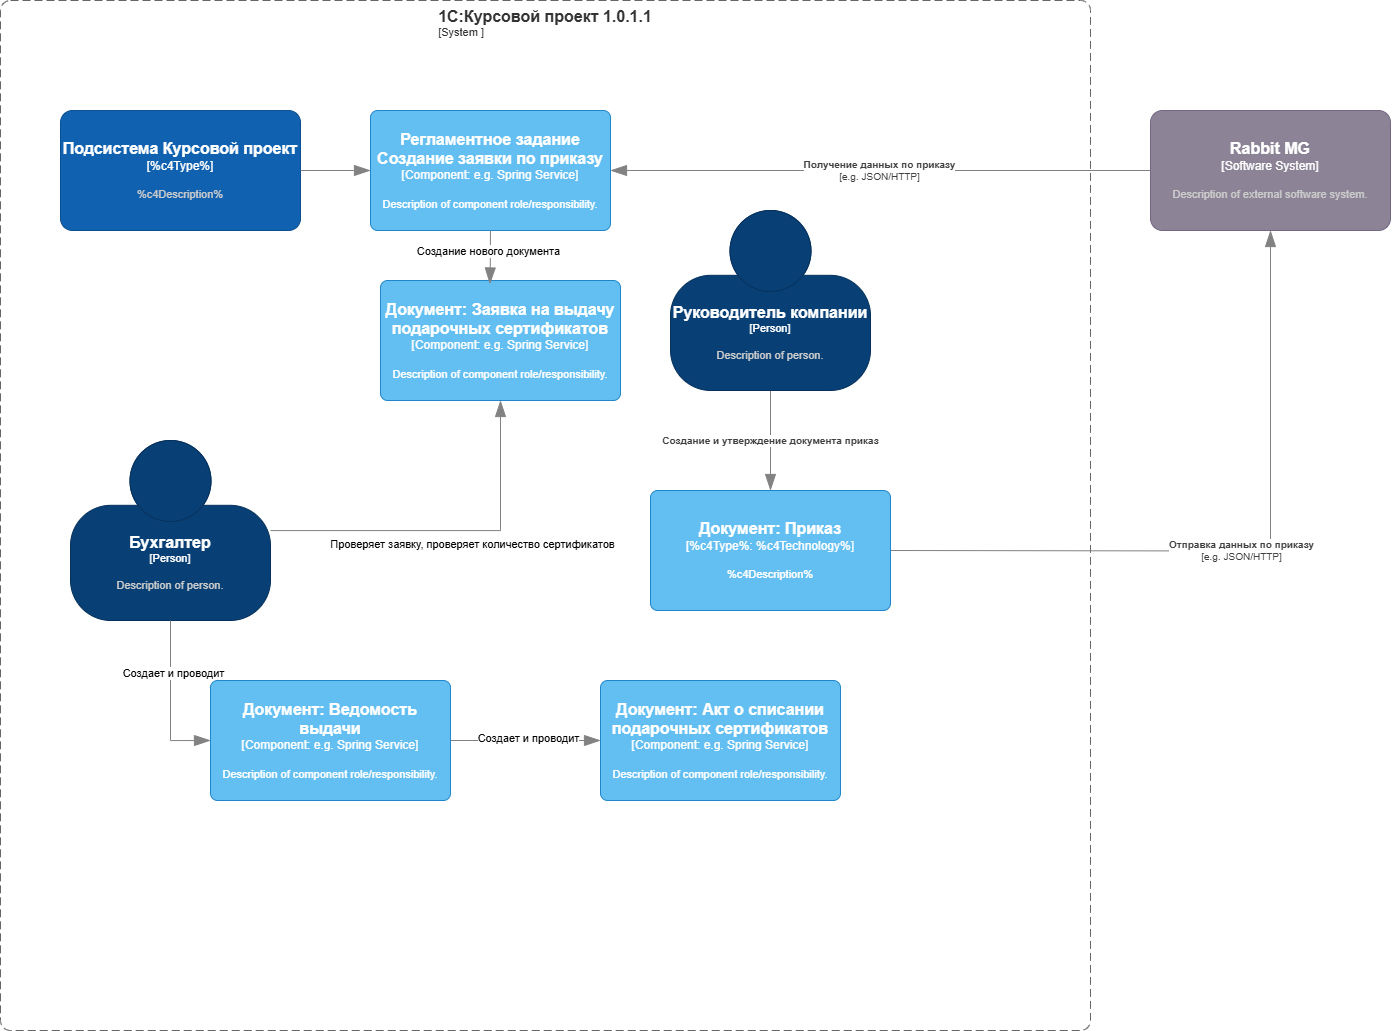 1С:Курсовой проект 1.0.1.1
[System ]
Подсистема Курсовой проект
[%c4Type%]
%c4Description%
Регламентное задание
Создание заявки по приказу
[Component: e.g. Spring Service]
Description of component role/responsibility.
Получение данных по приказу
[e.g. JSON/HTTP]
Rabbit MG
[Software System]
Description of external software system.
Создание нового документа
Документ: Заявка на выдачу
подарочных сертификатов
[Component: e.g. Spring Service]
Description of component role/responsibility.
Руководитель компании
[Person]
Description of person.
Создание и утверждение документа приказ
Бухгалтер
[Person]
Description of person.
Проверяет заявку, проверяет количество сертификатов
Документ: Приказ
[%c4Type%: %c4Technology%]
%c4Description%
Отправка данных по приказу
[e.g. JSON/HTTP]
Создает и проводит
Документ: Ведомость
выдачи
[Component: e.g. Spring Service]
Description of component role/responsibility.
Создает и проводит
Документ: Акт о списании
подарочных сертификатов
[Component: e.g. Spring Service]
Description of component role/responsibility.